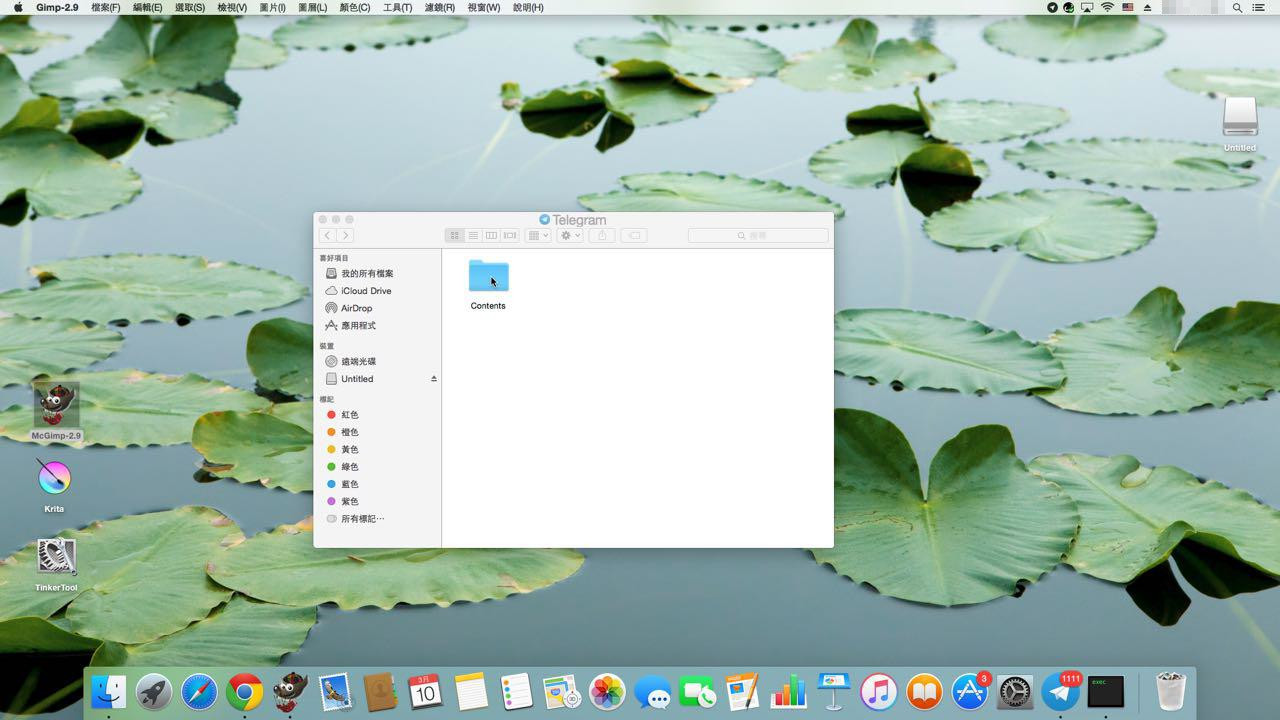 Gimp-2.9 檔案(F) 編輯(E) 選取(S) 檢視(V) 圖片(I) 圖層(L) 顏色(C) 工具(T) 濾鏡(R) 視窗(W) 說明(H)
Untitled
Telegram
搜尋
喜好項目
我的所有檔案
iCloud Drive
AirDrop
應用程式
裝置
遠端光碟
Untitled
標記
紅色
橙色
黃色
綠色
藍色
紫色
所有標記⋯
Contents
McGimp-2.9
Krita
TinkerTool
3月
10
3
1111
exec